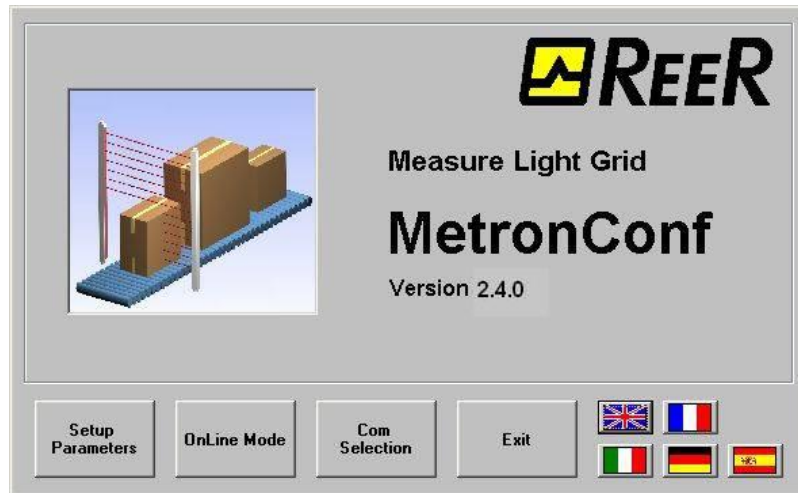 REER
Measure Light Grid
MetronConf
Version 2.4.0
Setup
Parameters
OnLine Mode
Com
Selection
Exit